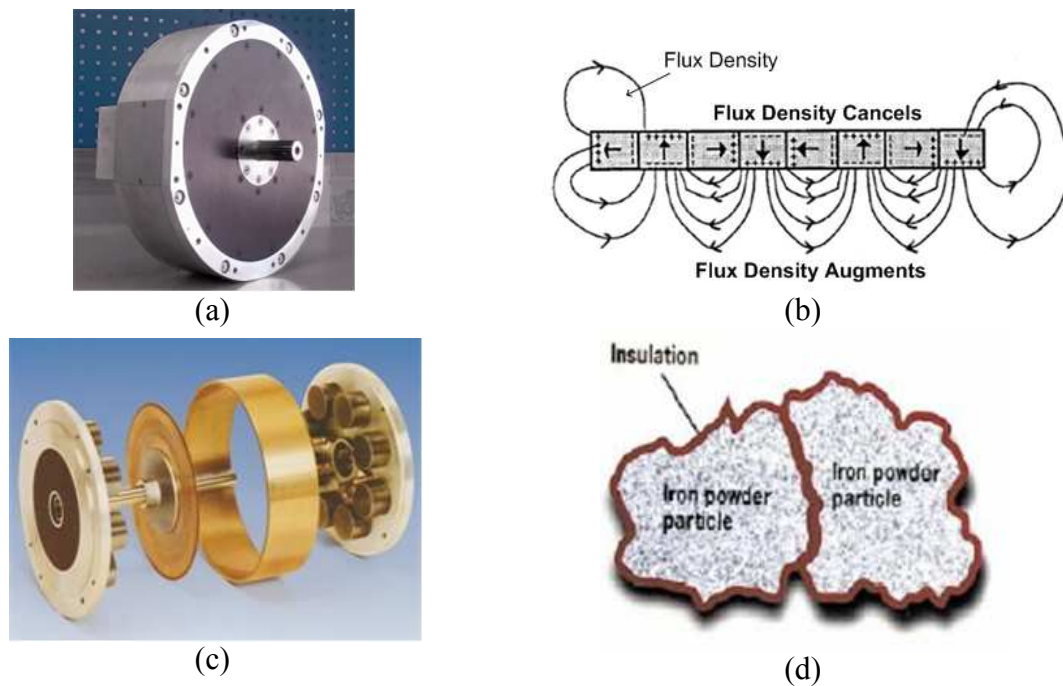 Flux Density
Flux Density Cancels
Flux Density Augments
(a)
(b)
Insulation
Iron powder
particle
Iron powder
particle
(c)
(d)